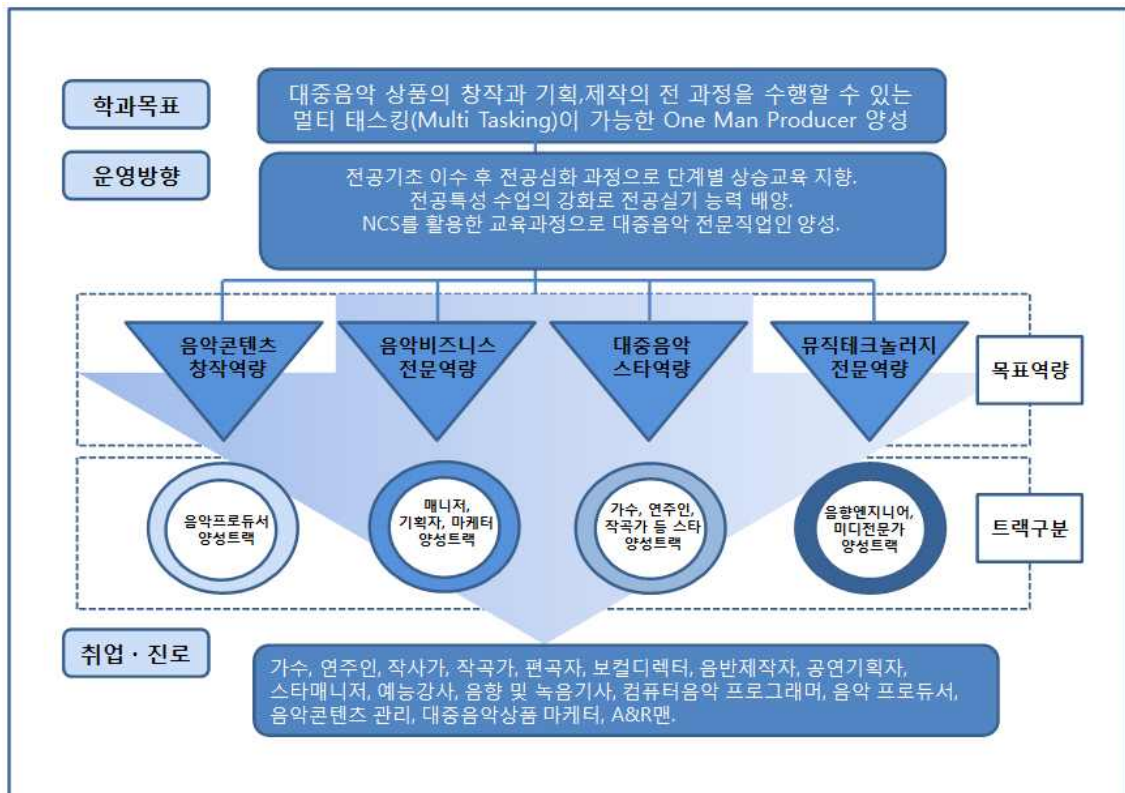 학과목표
대중음악 상품의 창작과 기획,제작의 전 과정을 수행할 수 있는
멀티 태스킹(Multi Tasking)이 가능한 One Man Producer 양성
운영방향
전공기초 이수 후 전공심화 과정으로 단계별 상승교육 지향.
전공특성 수업의 강화로 전공실기 능력 배양.
NCS를 활용한 교육과정으로 대중음악 전문직업인 양성.
음악콘텐츠
창작역량
음악비즈니스
전문역량
대중음악
스타역량
뮤직테크놀러지
전문역량
목표역량
음악프로듀서
양성트랙
매니저,
기획자, 마케터
양성트랙
가수, 연주인,
작곡가 등 스타
양성트랙
음향엔지니어,
미디전문가
양성트랙
트랙구분
취업 · 진로
가수, 연주인, 작사가, 작곡가, 편곡자, 보컬디렉터, 음반제작자, 공연기획자,
스타매니저, 예능강사, 음향 및 녹음기사, 컴퓨터음악 프로그래머, 음악 프로듀서,
음악콘텐츠 관리, 대중음악상품 마케터, A&R맨.